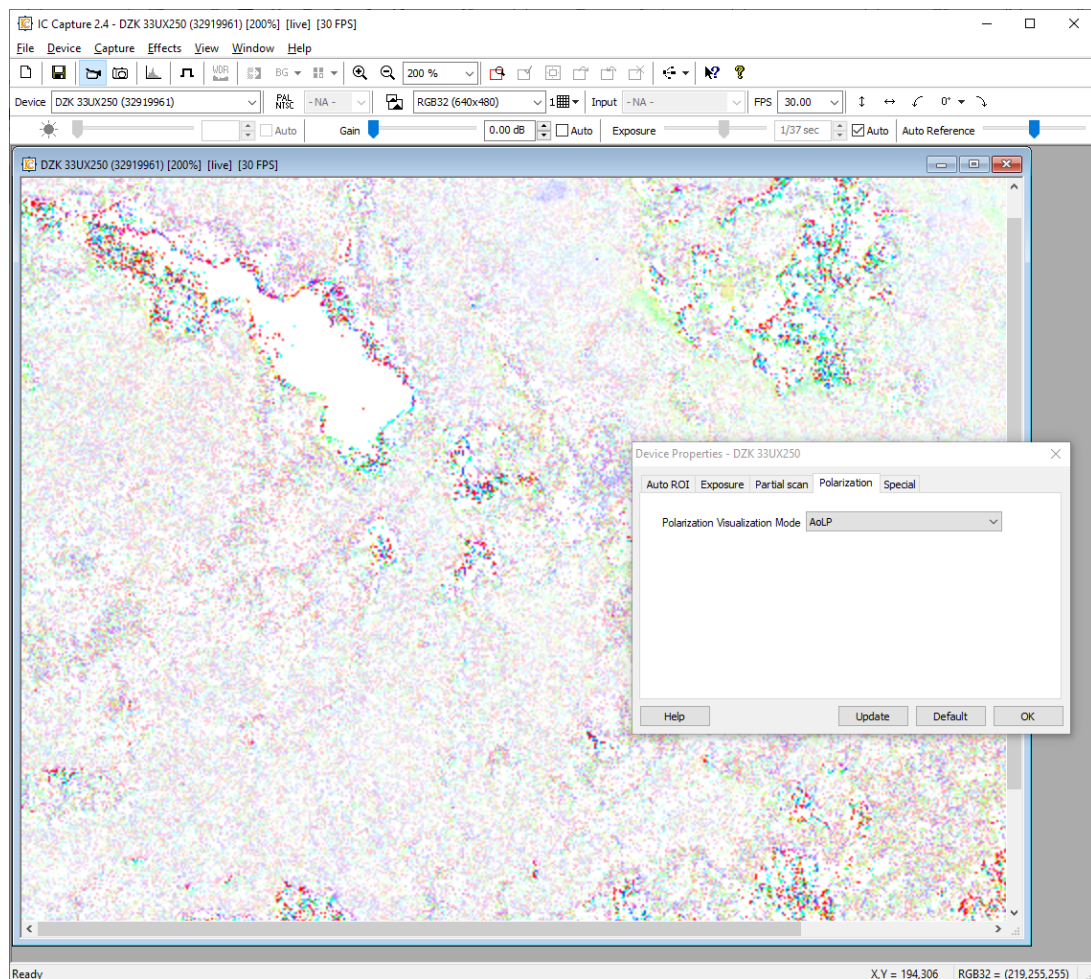 IC Capture 2.4 - DZK 33UX250 (32919961) [200%] [live] [30 FPS]
File Device Capture Effects View Window Help
WDR BG 200 %
Device DZK 33UX250 (32919961) PAL NTSC - NA - RGB32 (640x480) 1 Input - NA - FPS 30.00 0°
Auto Gain 0.00 dB Auto Exposure 1/37 sec Auto Auto Reference
DZK 33UX250 (32919961) [200%] [live] [30 FPS]
Device Properties - DZK 33UX250
Auto ROI Exposure Partial scan Polarization Special
Polarization Visualization Mode AoLP
Help Update Default OK
Ready X,Y = 194,306 RGB32 = (219,255,255)